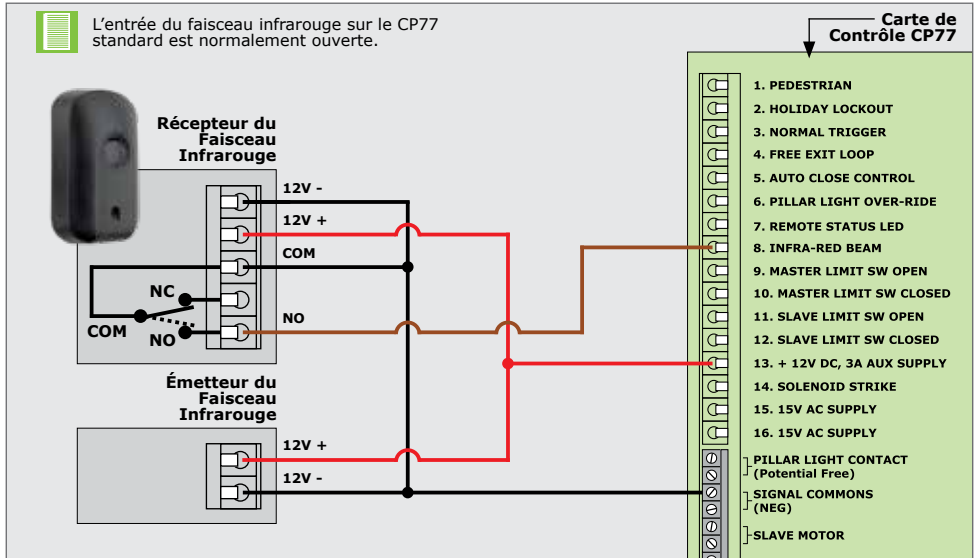 L'entrée du faisceau infrarouge sur le CP77
standard est normalement ouverte.
Carte de
Contrôle CP77
Récepteur du
Faisceau
Infrarouge
12V -
12V +
COM
NC
COM
NO
NO
Émetteur du
Faisceau
Infrarouge
12V +
12V -
1. PEDESTRIAN
2. HOLIDAY LOCKOUT
3. NORMAL TRIGGER
4. FREE EXIT LOOP
5. AUTO CLOSE CONTROL
6. PILLAR LIGHT OVER-RIDE
7. REMOTE STATUS LED
8. INFRA-RED BEAM
9. MASTER LIMIT SW OPEN
10. MASTER LIMIT SW CLOSED
11. SLAVE LIMIT SW OPEN
12. SLAVE LIMIT SW CLOSED
13. + 12V DC, 3A AUX SUPPLY
14. SOLENOID STRIKE
15. 15V AC SUPPLY
16. 15V AC SUPPLY
PILLAR LIGHT CONTACT
(Potential Free)
SIGNAL COMMONS
(NEG)
SLAVE MOTOR